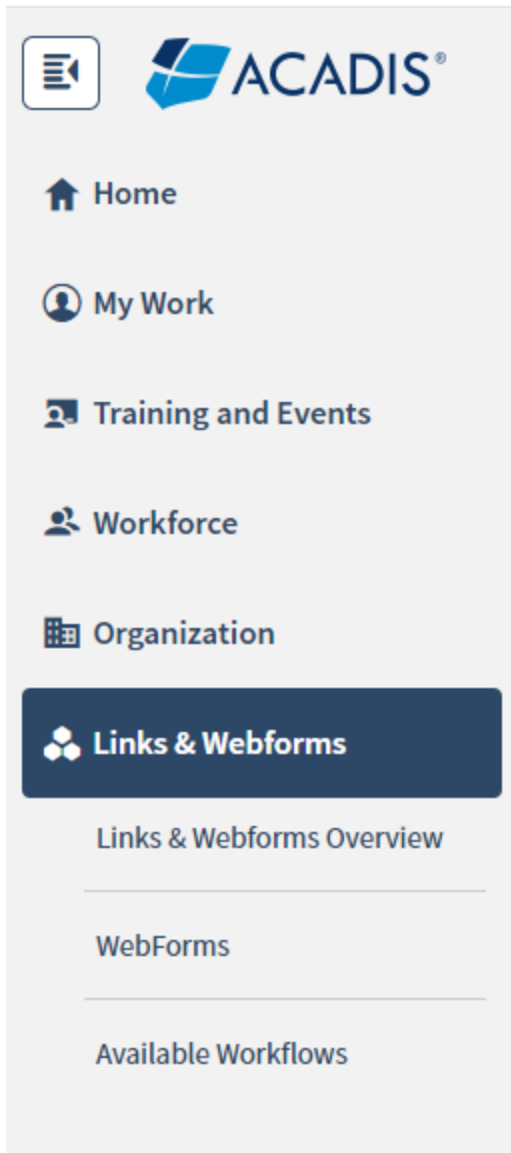 ACADIS®
Home
My Work
Training and Events
Workforce
Organization
Links & Webforms
Links & Webforms Overview
WebForms
Available Workflows